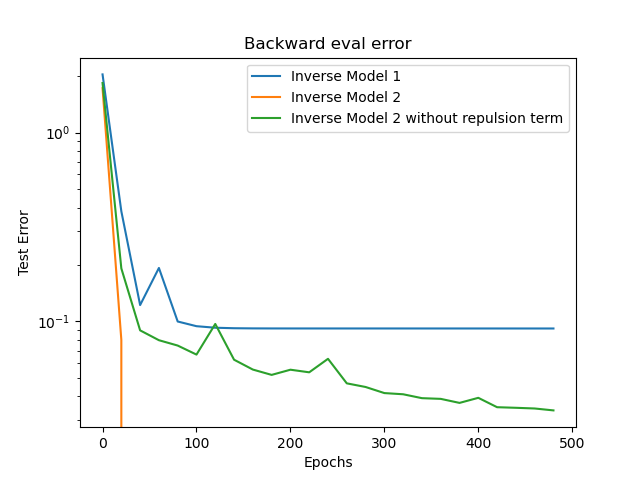 Backward eval error
Inverse Model 1
Inverse Model 2
Inverse Model 2 without repulsion term
10⁰
10⁻¹
Test Error
0 100 200 300 400 500
Epochs